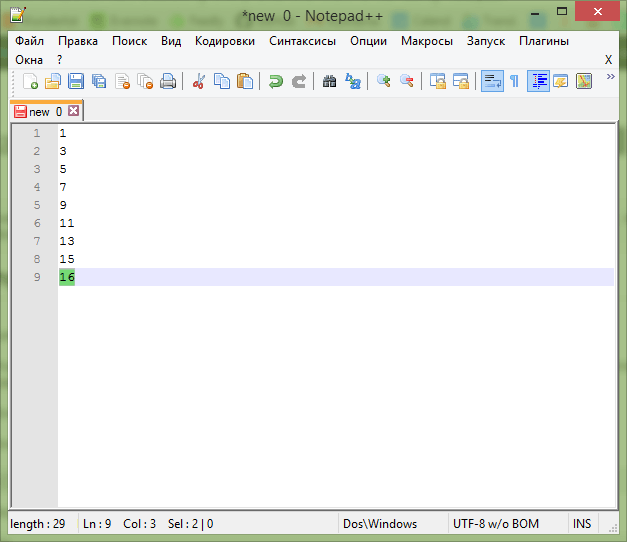 *new  0 - Notepad++
Файл Правка Поиск Вид Кодировки Синтаксисы Опции Макросы Запуск Плагины
Окна ? X
new  0
1 1
2 3
3 5
4 7
5 9
6 11
7 13
8 15
9 16
length : 29 Ln : 9 Col : 3 Sel : 2 | 0 Dos\Windows UTF-8 w/o BOM INS